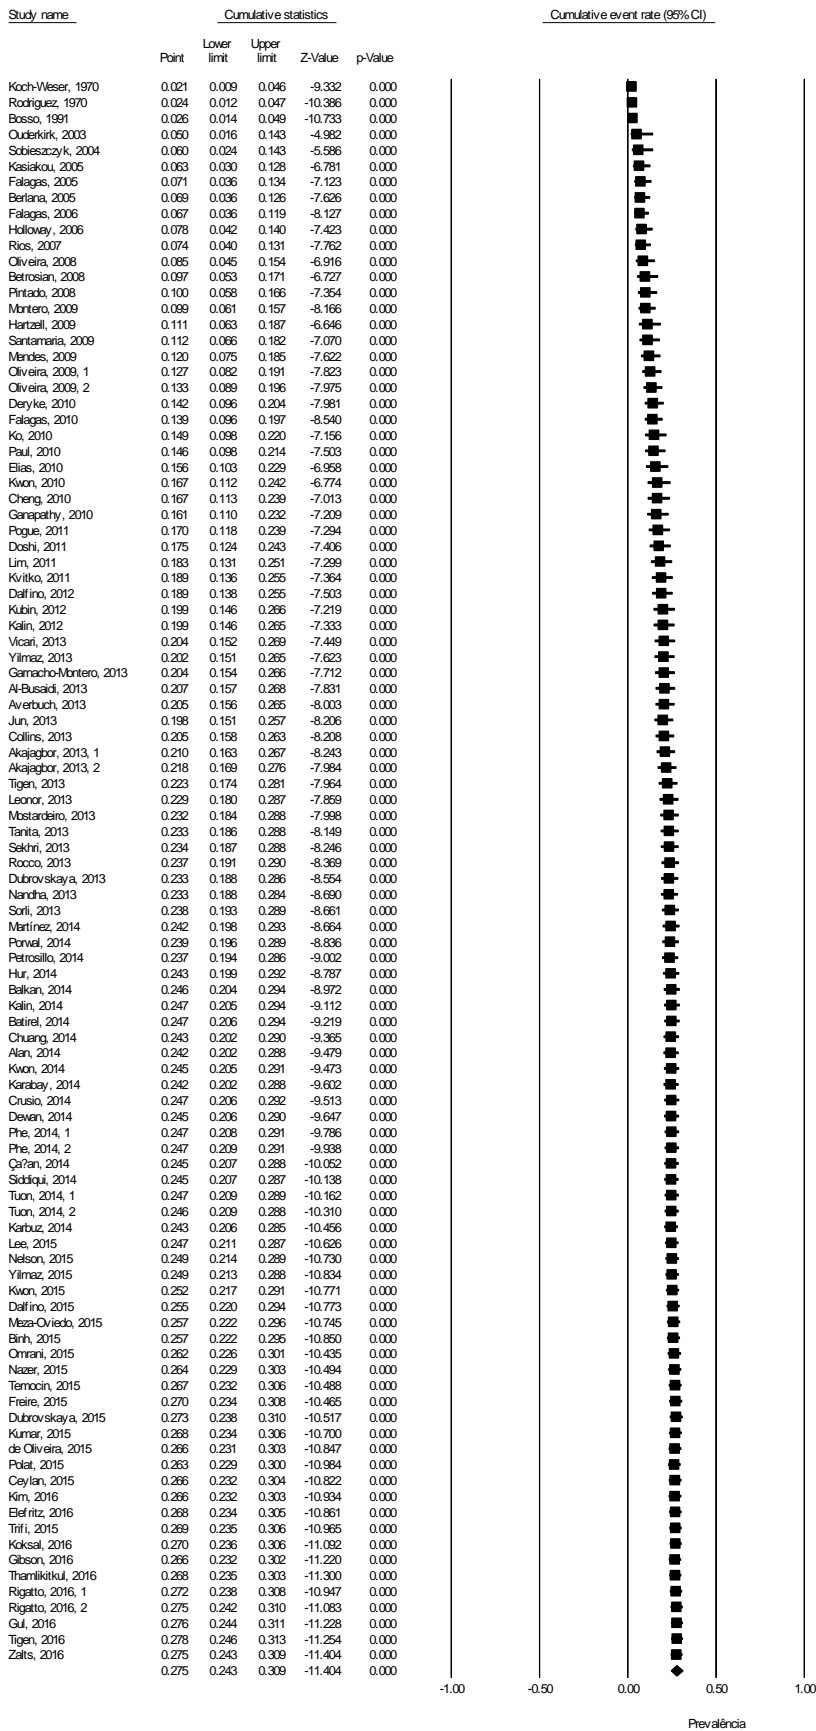 Study name Cumulative statistics Cumulative event rate (95% CI)
Lower Upper
Point limit limit Z-Value p-Value
Koch-Weser, 1970 0.021 0.009 0.046 -9.332 0.000
Rodriguez, 1970 0.024 0.012 0.047 -10.386 0.000
Bosso, 1991 0.026 0.014 0.049 -10.733 0.000
Ouderkirk, 2003 0.050 0.016 0.143 -4.982 0.000
Sobieszczyk, 2004 0.060 0.024 0.143 -5.586 0.000
Kasiakou, 2005 0.063 0.030 0.128 -6.781 0.000
Falagas, 2005 0.071 0.036 0.134 -7.123 0.000
Berlana, 2005 0.069 0.036 0.126 -7.626 0.000
Falagas, 2006 0.067 0.036 0.119 -8.127 0.000
Holloway, 2006 0.078 0.042 0.140 -7.423 0.000
Rios, 2007 0.074 0.040 0.131 -7.762 0.000
Oliveira, 2008 0.085 0.045 0.154 -6.916 0.000
Betrosian, 2008 0.097 0.053 0.171 -6.727 0.000
Pintado, 2008 0.100 0.058 0.166 -7.354 0.000
Montero, 2009 0.099 0.061 0.157 -8.166 0.000
Hartzell, 2009 0.111 0.063 0.187 -6.646 0.000
Santamaria, 2009 0.112 0.066 0.182 -7.070 0.000
Mendes, 2009 0.120 0.075 0.185 -7.622 0.000
Oliveira, 2009, 1 0.127 0.082 0.191 -7.823 0.000
Oliveira, 2009, 2 0.133 0.089 0.196 -7.975 0.000
Deryke, 2010 0.142 0.096 0.204 -7.981 0.000
Falagas, 2010 0.139 0.096 0.197 -8.540 0.000
Ko, 2010 0.149 0.098 0.220 -7.156 0.000
Paul, 2010 0.146 0.098 0.214 -7.503 0.000
Elias, 2010 0.156 0.103 0.229 -6.958 0.000
Kwon, 2010 0.167 0.112 0.242 -6.774 0.000
Cheng, 2010 0.167 0.113 0.239 -7.013 0.000
Ganapathy, 2010 0.161 0.110 0.232 -7.209 0.000
Pogue, 2011 0.170 0.118 0.239 -7.294 0.000
Doshi, 2011 0.175 0.124 0.243 -7.406 0.000
Lim, 2011 0.183 0.131 0.251 -7.299 0.000
Kvitko, 2011 0.189 0.136 0.255 -7.364 0.000
Dalfino, 2012 0.189 0.138 0.255 -7.503 0.000
Kubin, 2012 0.199 0.146 0.266 -7.219 0.000
Kalin, 2012 0.199 0.146 0.265 -7.333 0.000
Vicari, 2013 0.204 0.152 0.269 -7.449 0.000
Yilmaz, 2013 0.202 0.151 0.265 -7.623 0.000
Garnacho-Montero, 2013 0.204 0.154 0.266 -7.712 0.000
Al-Busaidi, 2013 0.207 0.157 0.268 -7.831 0.000
Averbuch, 2013 0.205 0.156 0.265 -8.003 0.000
Jun, 2013 0.198 0.151 0.257 -8.206 0.000
Collins, 2013 0.205 0.158 0.263 -8.208 0.000
Akajagbor, 2013, 1 0.210 0.163 0.267 -8.243 0.000
Akajagbor, 2013, 2 0.218 0.169 0.276 -7.984 0.000
Tigen, 2013 0.223 0.174 0.281 -7.964 0.000
Leonor, 2013 0.229 0.180 0.287 -7.859 0.000
Mostardeiro, 2013 0.232 0.184 0.288 -7.998 0.000
Tanita, 2013 0.233 0.186 0.288 -8.149 0.000
Sekhri, 2013 0.234 0.187 0.288 -8.246 0.000
Rocco, 2013 0.237 0.191 0.290 -8.369 0.000
Dubrovskaya, 2013 0.233 0.188 0.286 -8.554 0.000
Nandha, 2013 0.233 0.188 0.284 -8.690 0.000
Sorli, 2013 0.238 0.193 0.289 -8.661 0.000
Martínez, 2014 0.242 0.198 0.293 -8.664 0.000
Porwal, 2014 0.239 0.196 0.289 -8.836 0.000
Petrosillo, 2014 0.237 0.194 0.286 -9.002 0.000
Hur, 2014 0.243 0.199 0.292 -8.787 0.000
Balkan, 2014 0.246 0.204 0.294 -8.972 0.000
Kalin, 2014 0.247 0.205 0.294 -9.112 0.000
Batirel, 2014 0.247 0.206 0.294 -9.219 0.000
Chuang, 2014 0.243 0.202 0.290 -9.365 0.000
Alan, 2014 0.242 0.202 0.288 -9.479 0.000
Kwon, 2014 0.245 0.205 0.291 -9.473 0.000
Karabay, 2014 0.242 0.202 0.288 -9.602 0.000
Crusio, 2014 0.247 0.206 0.292 -9.513 0.000
Dewan, 2014 0.245 0.206 0.290 -9.647 0.000
Phe, 2014, 1 0.247 0.208 0.291 -9.786 0.000
Phe, 2014, 2 0.247 0.209 0.291 -9.938 0.000
Ça?an, 2014 0.245 0.207 0.288 -10.052 0.000
Siddiqui, 2014 0.245 0.207 0.287 -10.138 0.000
Tuon, 2014, 1 0.247 0.209 0.289 -10.162 0.000
Tuon, 2014, 2 0.246 0.209 0.288 -10.310 0.000
Karbuz, 2014 0.243 0.206 0.285 -10.456 0.000
Lee, 2015 0.247 0.211 0.287 -10.626 0.000
Nelson, 2015 0.249 0.214 0.289 -10.730 0.000
Yilmaz, 2015 0.249 0.213 0.288 -10.834 0.000
Kwon, 2015 0.252 0.217 0.291 -10.771 0.000
Dalfino, 2015 0.255 0.220 0.294 -10.773 0.000
Meza-Oviedo, 2015 0.257 0.222 0.296 -10.745 0.000
Binh, 2015 0.257 0.222 0.295 -10.850 0.000
Omrani, 2015 0.262 0.226 0.301 -10.435 0.000
Nazer, 2015 0.264 0.229 0.303 -10.494 0.000
Temocin, 2015 0.267 0.232 0.306 -10.488 0.000
Freire, 2015 0.270 0.234 0.308 -10.465 0.000
Dubrovskaya, 2015 0.273 0.238 0.310 -10.517 0.000
Kumar, 2015 0.268 0.234 0.306 -10.700 0.000
de Oliveira, 2015 0.266 0.231 0.303 -10.847 0.000
Polat, 2015 0.263 0.229 0.300 -10.984 0.000
Ceylan, 2015 0.266 0.232 0.304 -10.822 0.000
Kim, 2016 0.266 0.232 0.303 -10.934 0.000
Elefritz, 2016 0.268 0.234 0.305 -10.861 0.000
Trifi, 2015 0.269 0.235 0.306 -10.965 0.000
Koksal, 2016 0.270 0.236 0.306 -11.092 0.000
Gibson, 2016 0.266 0.232 0.302 -11.220 0.000
Thamlikitkul, 2016 0.268 0.235 0.303 -11.300 0.000
Rigatto, 2016, 1 0.272 0.238 0.308 -10.947 0.000
Rigatto, 2016, 2 0.275 0.242 0.310 -11.083 0.000
Gul, 2016 0.276 0.244 0.311 -11.228 0.000
Tigen, 2016 0.278 0.246 0.313 -11.254 0.000
Zalts, 2016 0.275 0.243 0.309 -11.404 0.000
0.275 0.243 0.309 -11.404 0.000
-1.00 -0.50 0.00 0.50 1.00
Prevalência